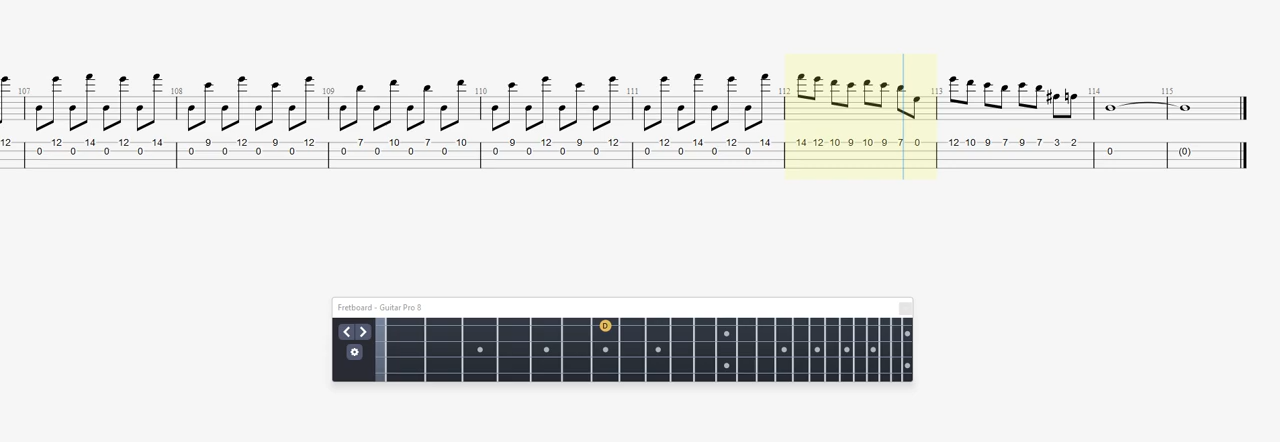 107 108 109 110 111 112 113 114 115
12 12 14 12 14 9 12 9 12 7 10 7 10 9 12 9 12 12 14 12 14 14 12 10 9 10 9 7 0 12 10 9 7 9 7 3 2
0 0 0 0 0 0 0 0 0 0 0 0 0 0 0 0 0 0 0 0 0 (0)
Fretboard - Guitar Pro 8
D